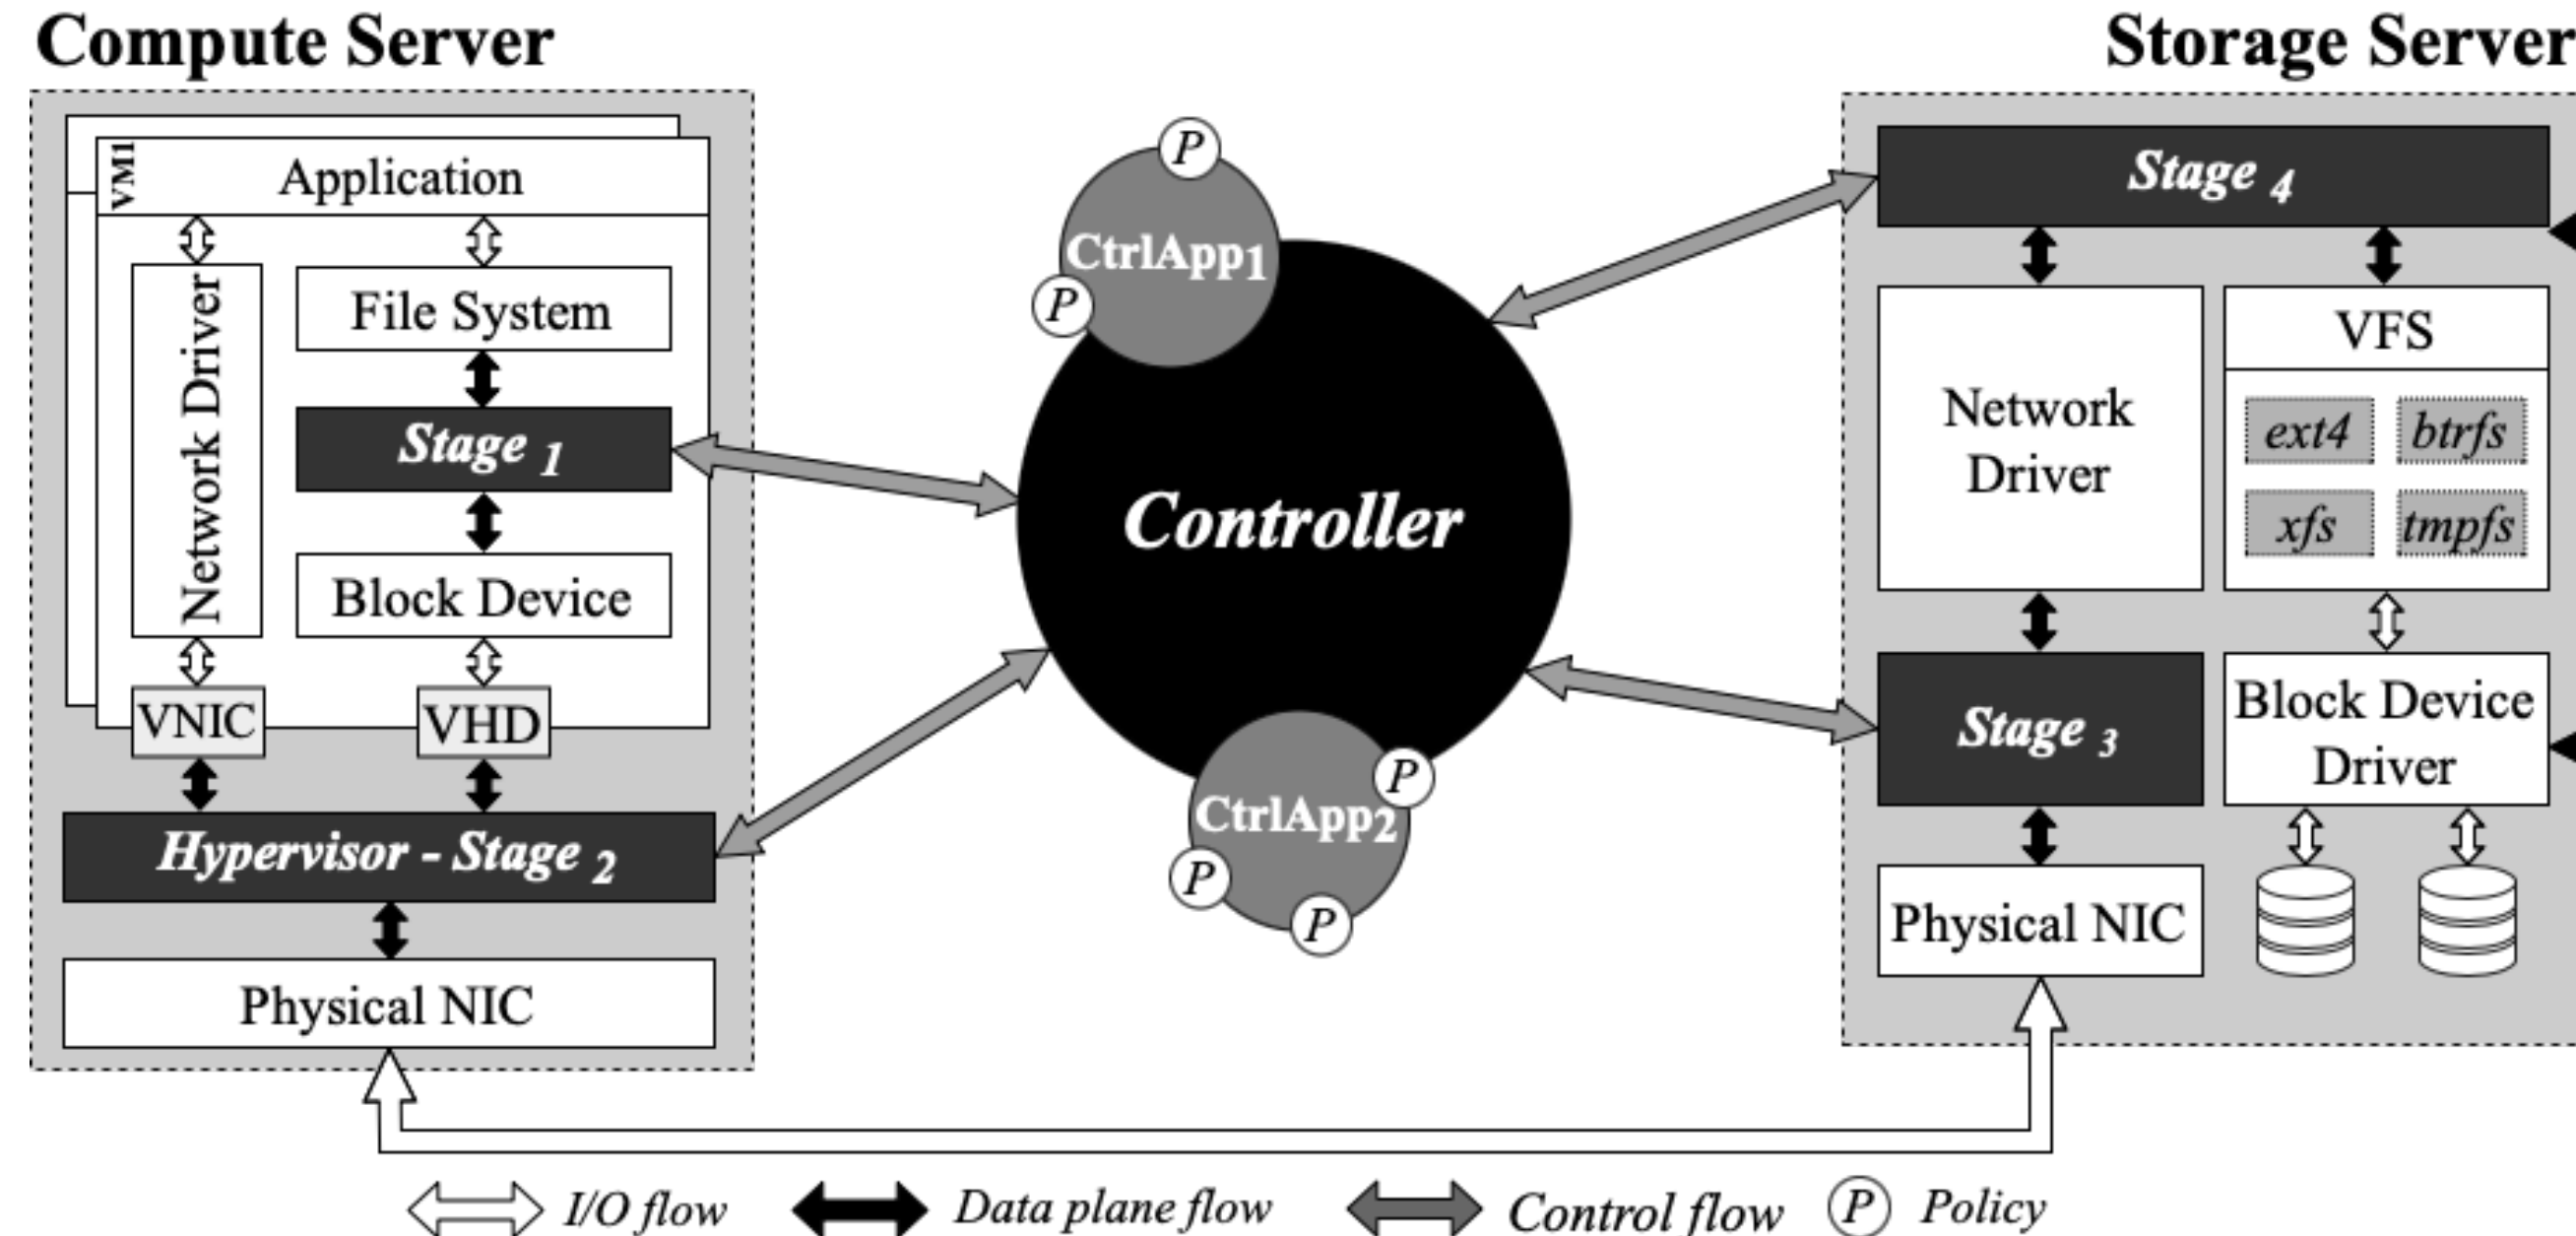 Compute Server
Storage Server
VM1
Application
Network Driver
File System
Stage 1
Block Device
VNIC
VHD
Hypervisor - Stage 2
Physical NIC
P
CtrlApp1
P
Controller
P
CtrlApp2
P
P
Stage 4
Network
Driver
VFS
ext4
btrfs
xfs
tmpfs
Stage 3
Block Device
Driver
Physical NIC
I/O flow
Data plane flow
Control flow
P
Policy